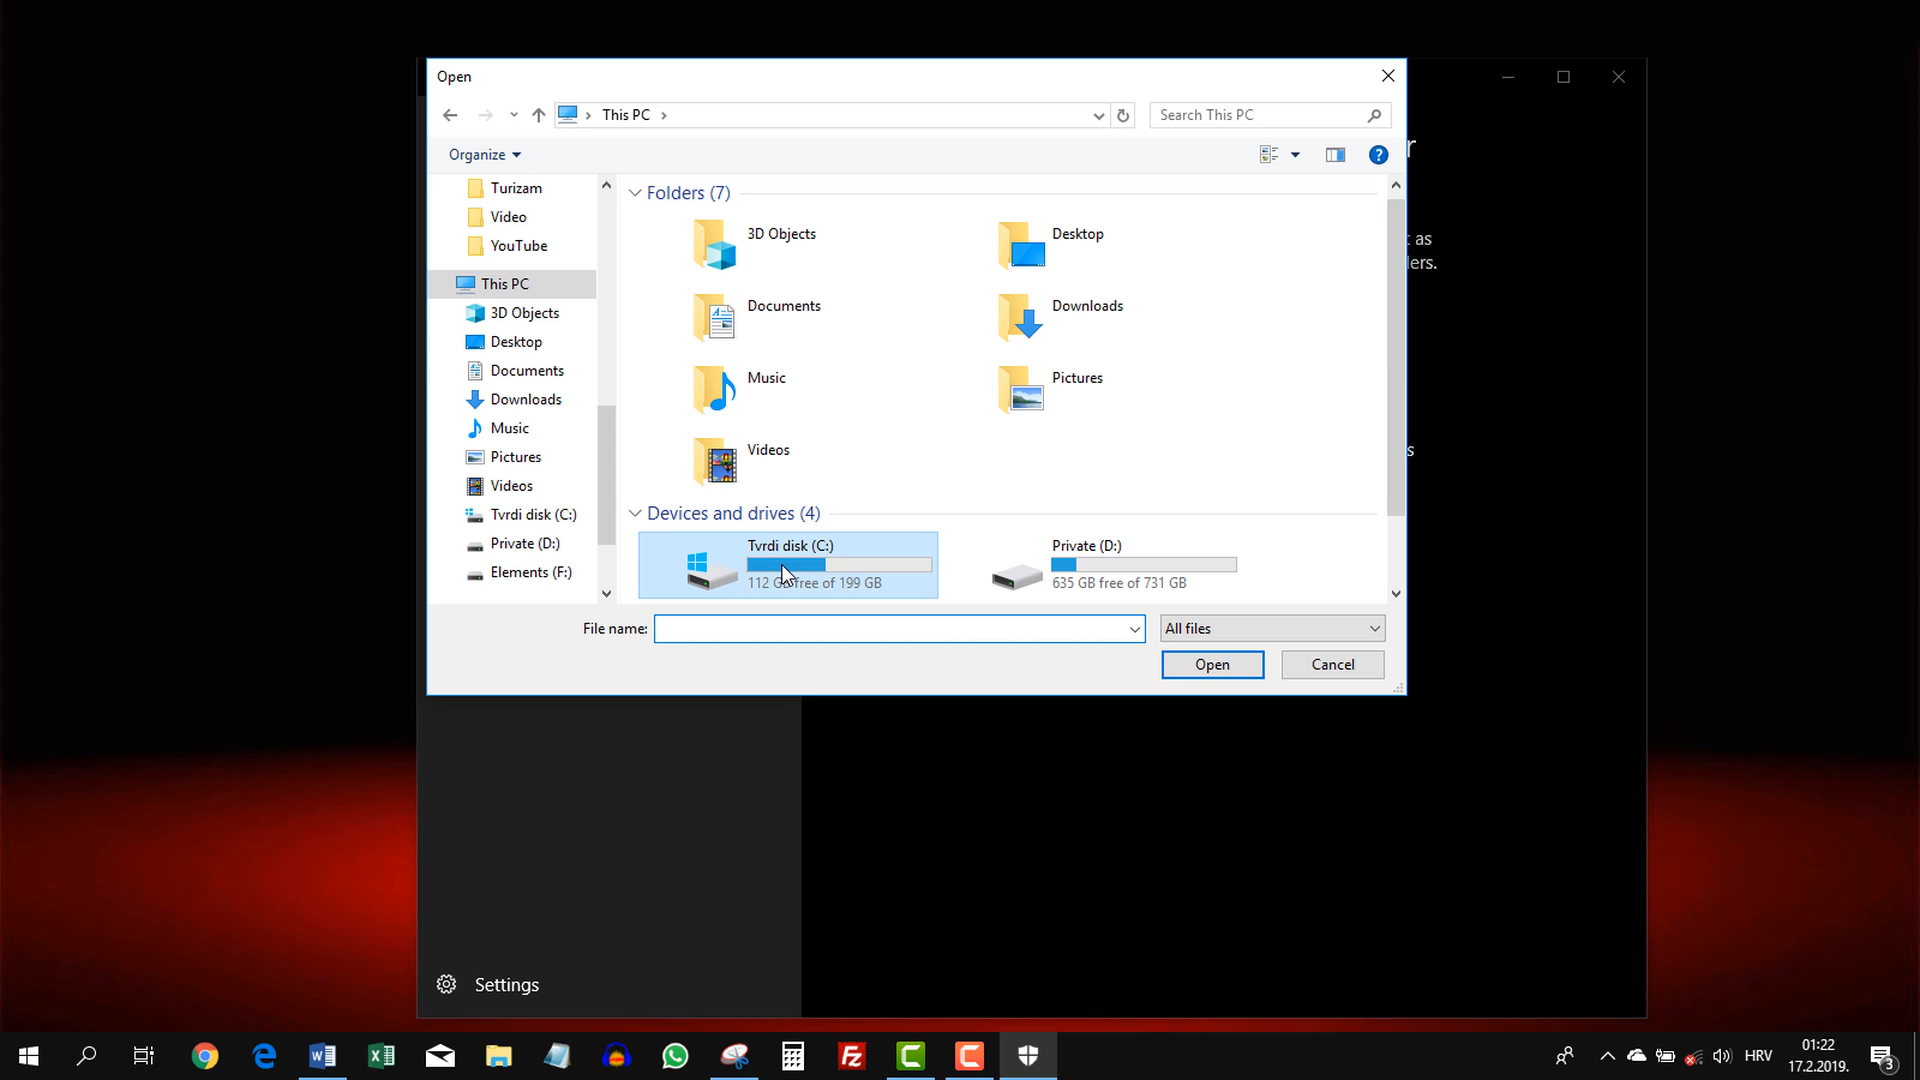 Open
This PC
Search This PC
Organize
Turizam
Video
YouTube
This PC
3D Objects
Desktop
Documents
Downloads
Music
Pictures
Videos
Tvrdi disk (C:)
Private (D:)
Elements (F:)
Folders (7)
3D Objects
Desktop
Documents
Downloads
Music
Pictures
Videos
Devices and drives (4)
Tvrdi disk (C:)
free of 199 GB
Private (D:)
635 GB free of 731 GB
File name:
All files
Open
Cancel
r
as
ders.
s
Settings
HRV
01:22
17.2.2019.
3